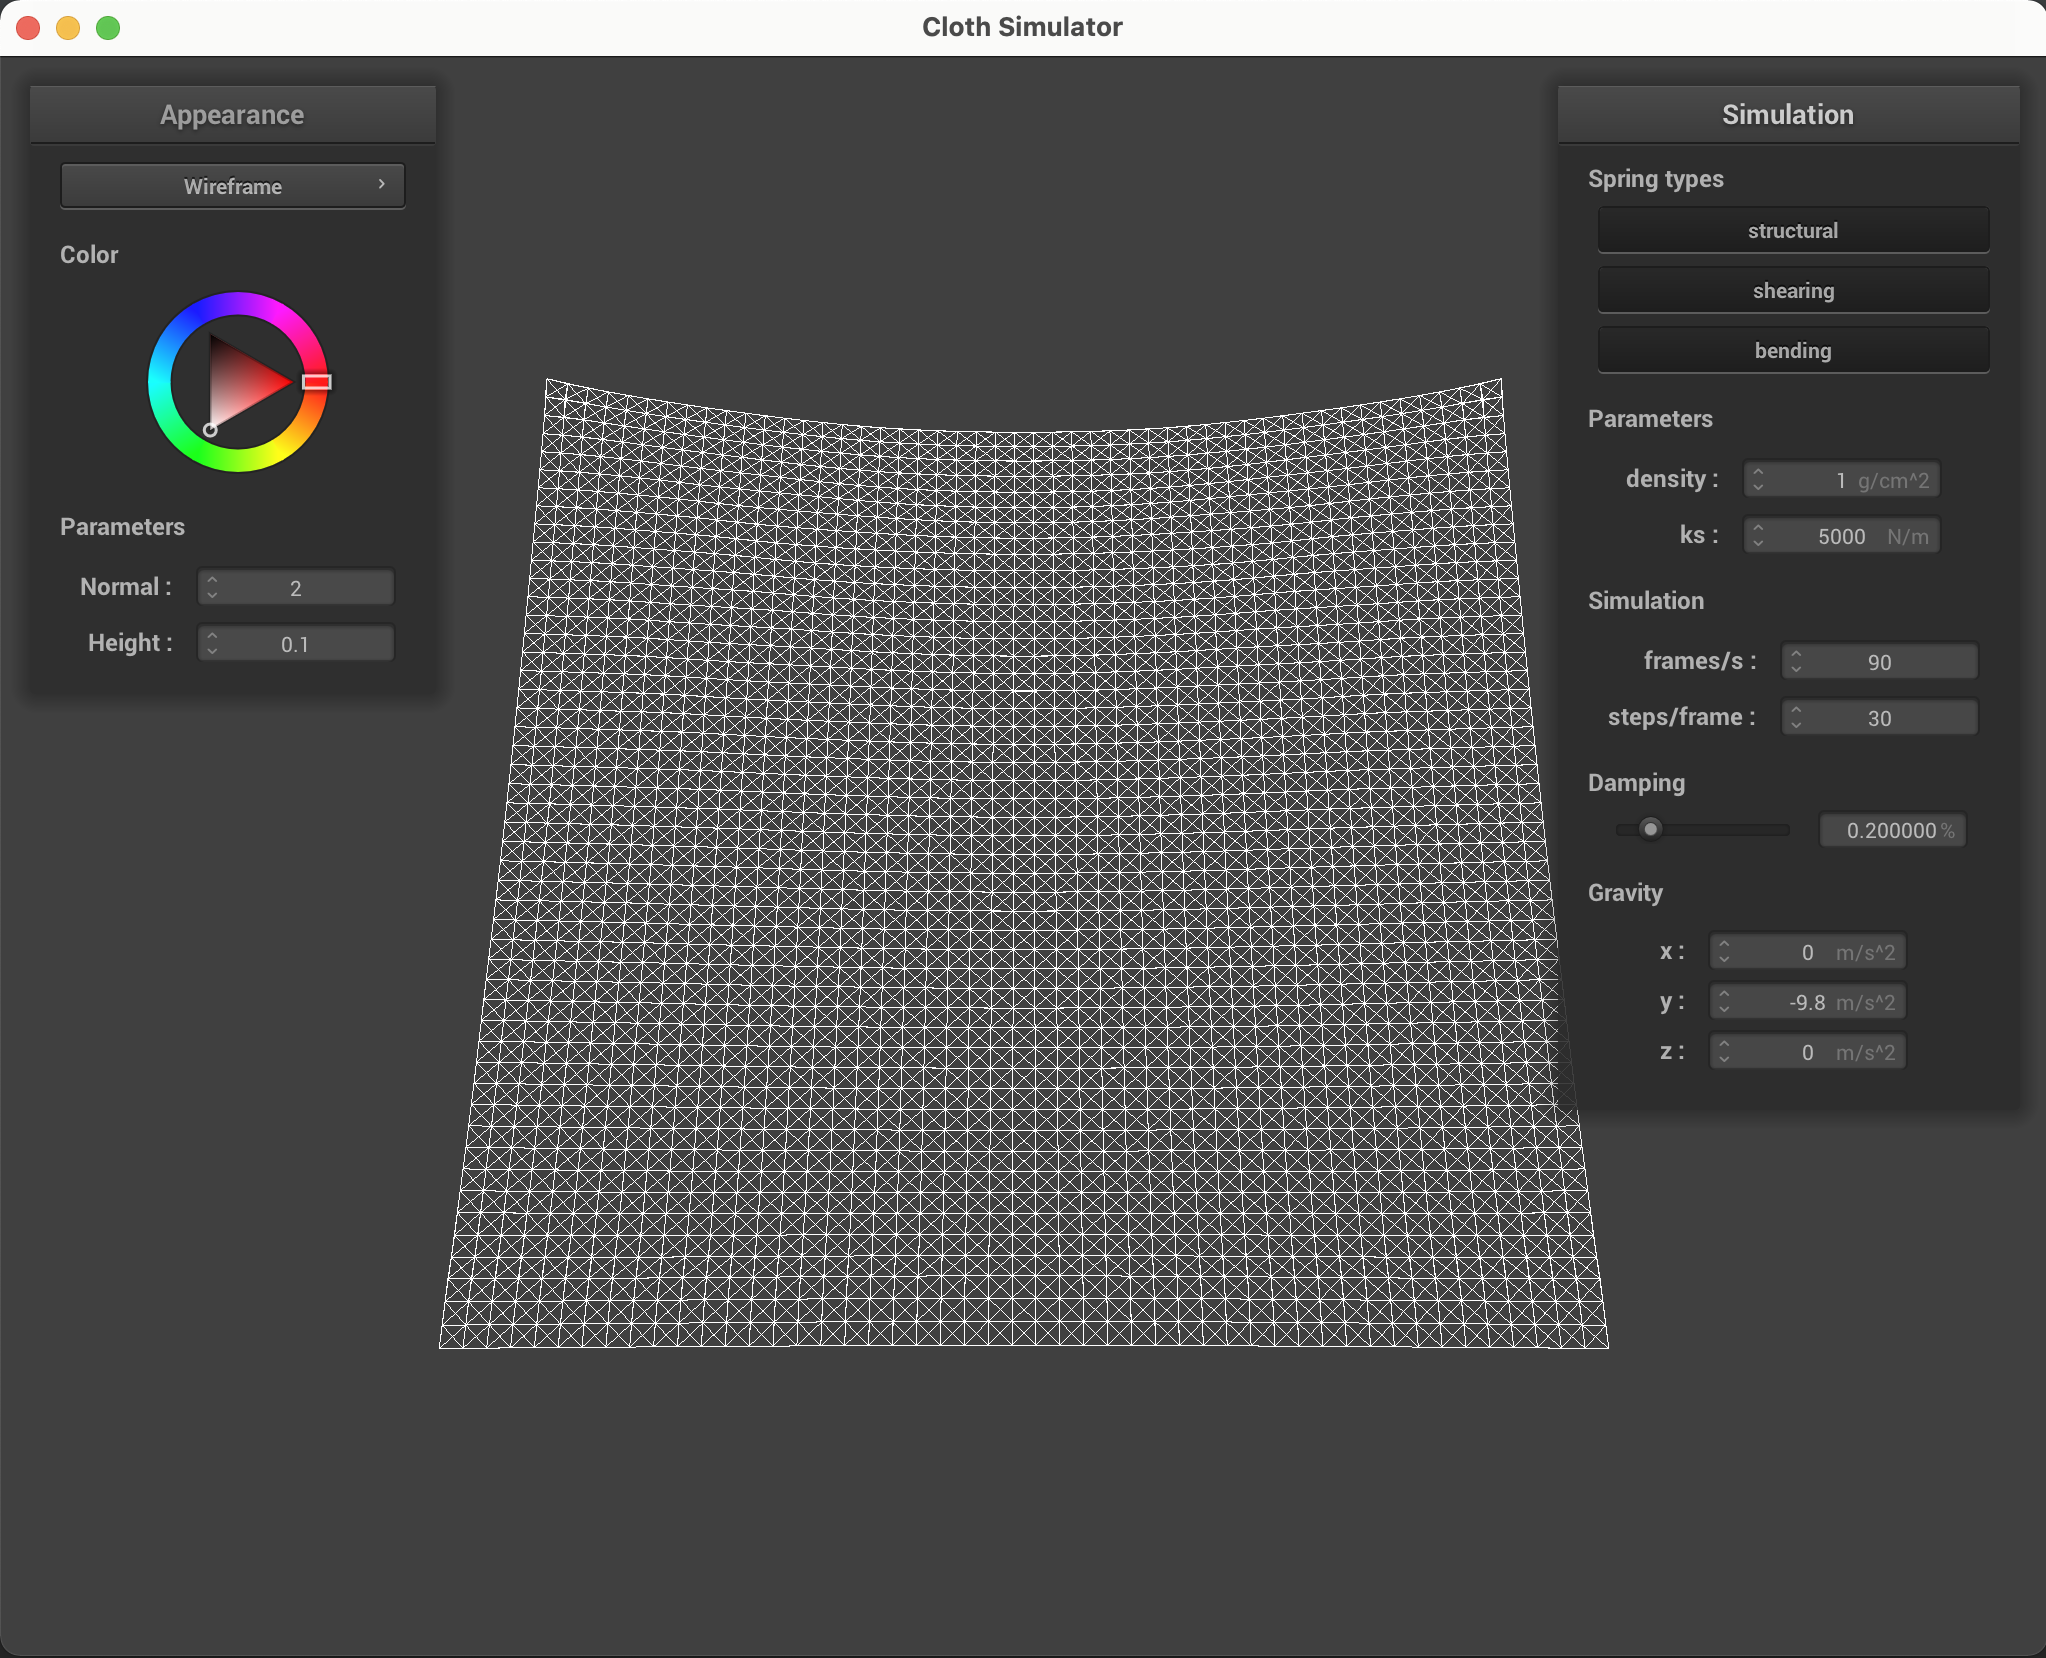 Cloth Simulator
Appearance
Wireframe
Color
Parameters
Normal : 2
Height : 0.1
Simulation
Spring types
structural
shearing
bending
Parameters
density : 1 g/cm^2
ks : 5000 N/m
Simulation
frames/s : 90
steps/frame : 30
Damping
0.200000 %
Gravity
x : 0 m/s^2
y : -9.8 m/s^2
z : 0 m/s^2